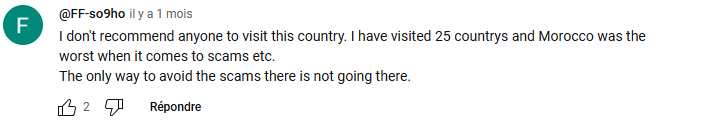 F
@FF-so9ho il y a 1 mois
I don't recommend anyone to visit this country. I have visited 25 countrys and Morocco was the
worst when it comes to scams etc.
The only way to avoid the scams there is not going there.
2 Répondre